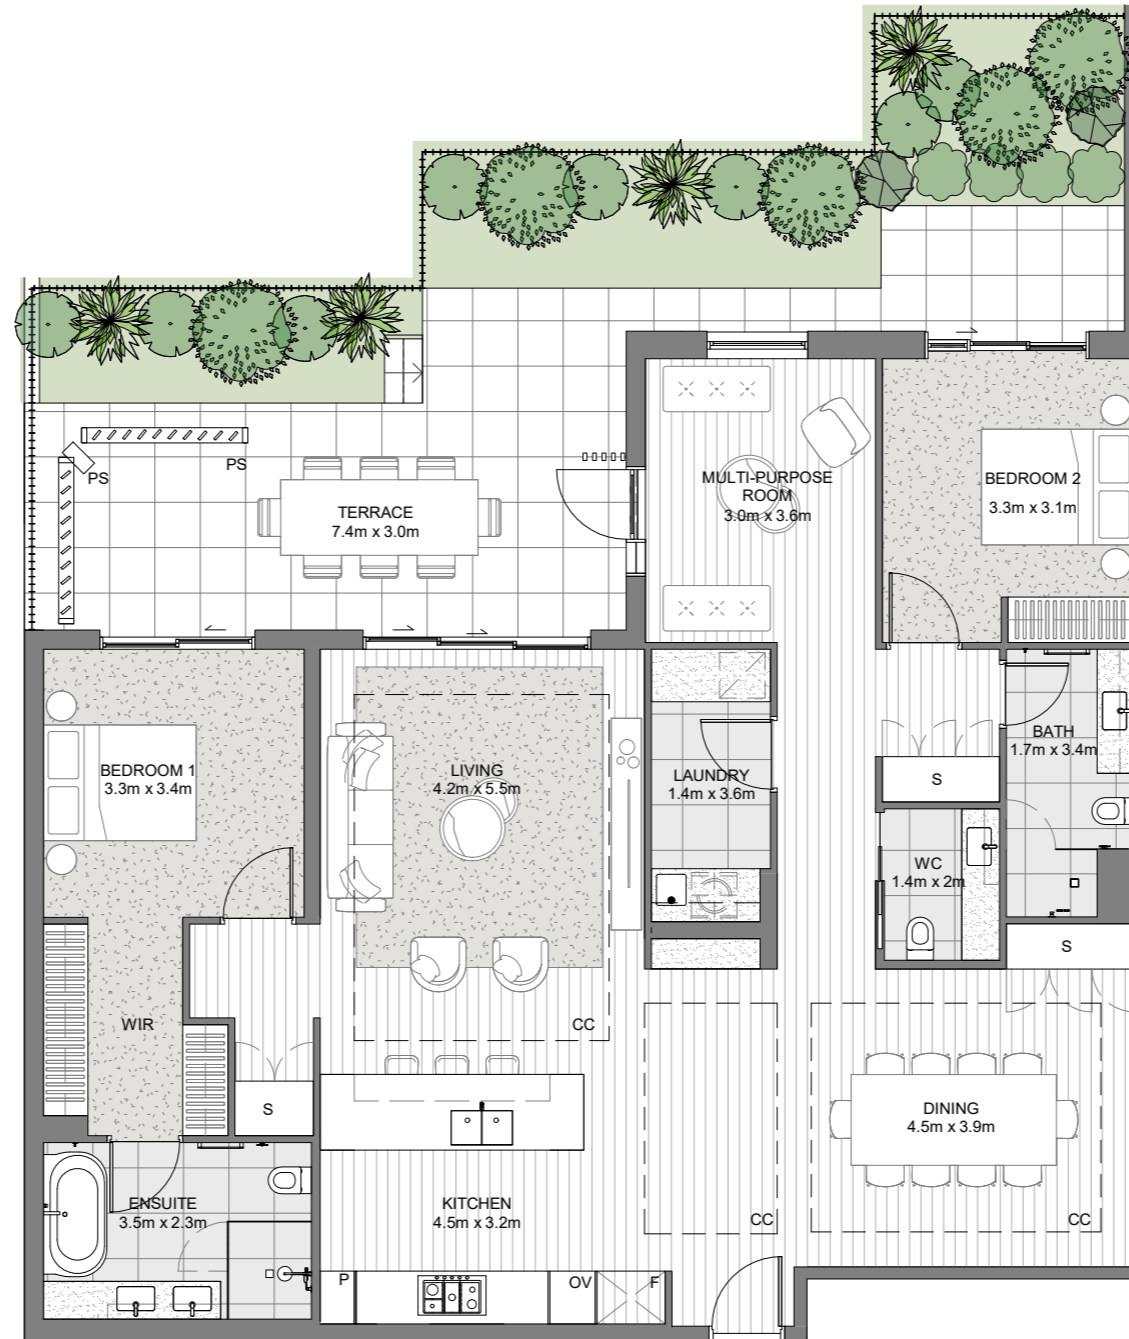 PS
PS
TERRACE
7.4m x 3.0m
MULTI-PURPOSE
ROOM
3.0m x 3.6m
BEDROOM 2
3.3m x 3.1m
BEDROOM 1
3.3m x 3.4m
LIVING
4.2m x 5.5m
LAUNDRY
1.4m x 3.6m
BATH
1.7m x 3.4m
S
WC
1.4m x 2m
S
WIR
CC
S
DINING
4.5m x 3.9m
ENSUITE
3.5m x 2.3m
KITCHEN
4.5m x 3.2m
CC
CC
P
OV
F